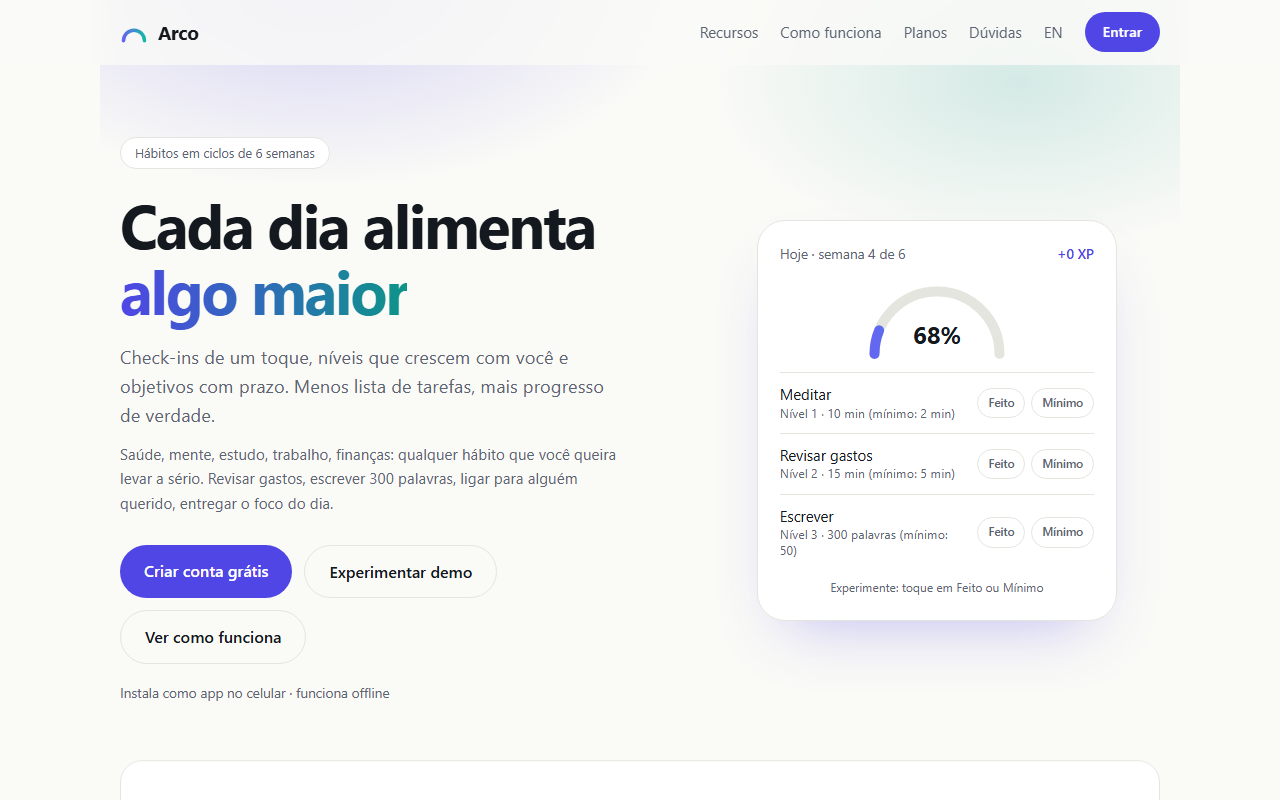 Arco
Recursos
Como funciona
Planos
Dúvidas
EN
Entrar
Hábitos em ciclos de 6 semanas
Cada dia alimenta
algo maior
Check-ins de um toque, níveis que crescem com você e
objetivos com prazo. Menos lista de tarefas, mais progresso
de verdade.
Saúde, mente, estudo, trabalho, finanças: qualquer hábito que você queira
levar a sério. Revisar gastos, escrever 300 palavras, ligar para alguém
querido, entregar o foco do dia.
Criar conta grátis
Experimentar demo
Ver como funciona
Instala como app no celular · funciona offline
Hoje · semana 4 de 6
+0 XP
68%
Meditar
Nível 1 · 10 min (mínimo: 2 min)
Feito
Mínimo
Revisar gastos
Nível 2 · 15 min (mínimo: 5 min)
Feito
Mínimo
Escrever
Nível 3 · 300 palavras (mínimo:
50)
Feito
Mínimo
Experimente: toque em Feito ou Mínimo